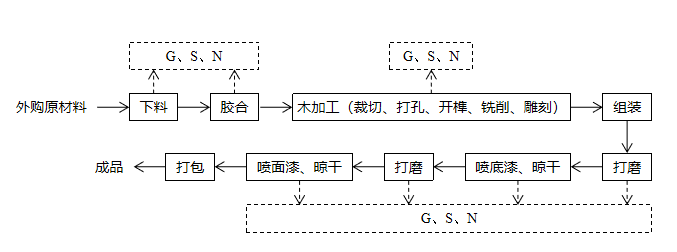 G、S、N
G、S、N
外购原材料
下料
胶合
木加工（裁切、打孔、开榫、铣削、雕刻）
组装
成品
打包
喷面漆、晾干
打磨
喷底漆、晾干
打磨
G、S、N